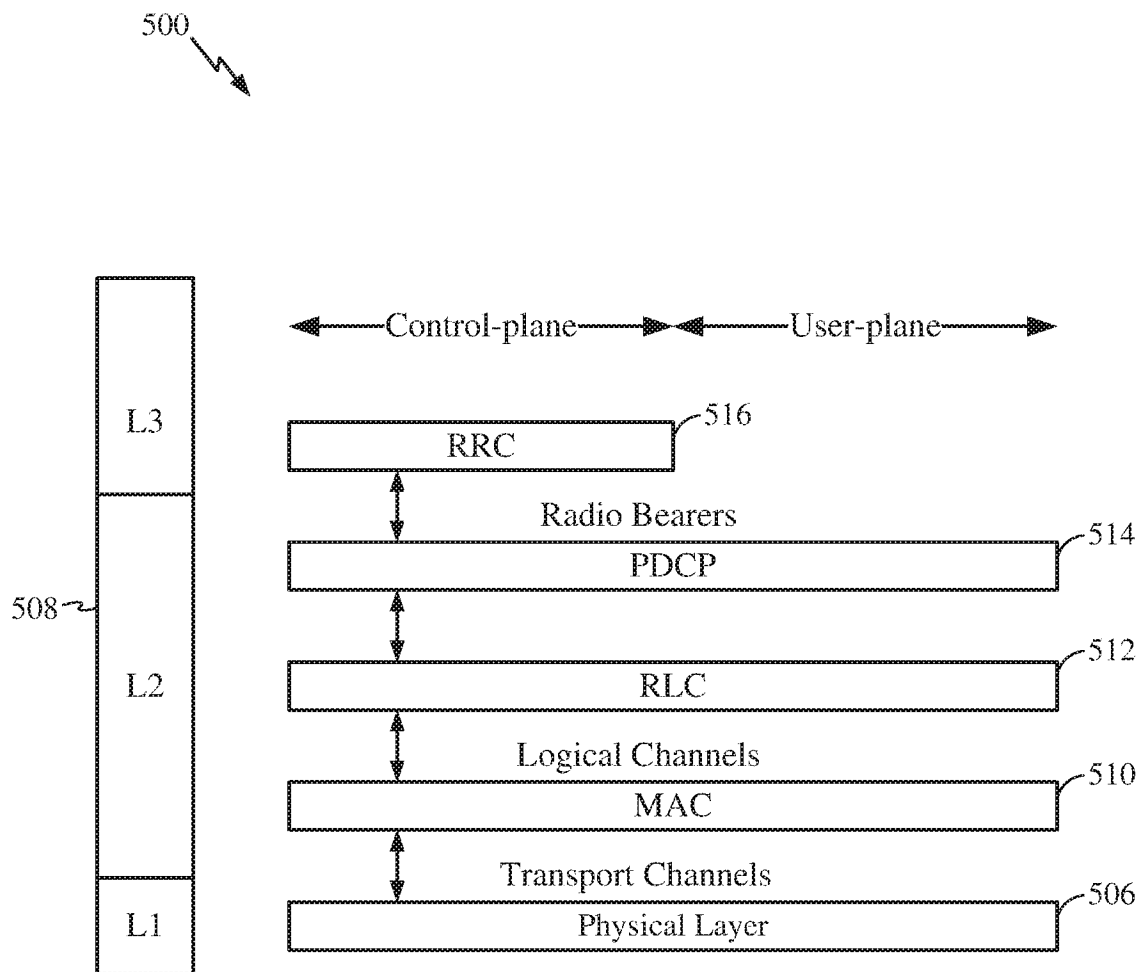 500
Control-plane User-plane
L3
516
RRC
Radio Bearers
514
PDCP
508
512
L2
RLC
Logical Channels
510
MAC
Transport Channels
506
L1
Physical Layer